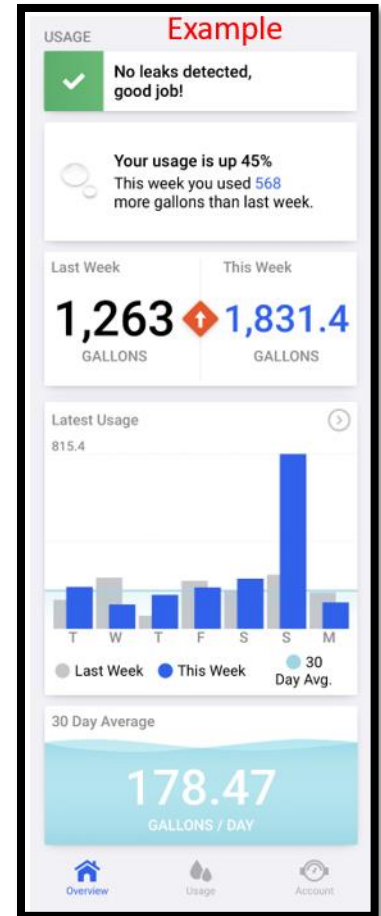 USAGE
Example
No leaks detected,
good job!
Your usage is up 45%
This week you used 568
more gallons than last week.
Last Week This Week
1,263 1,831.4
GALLONS GALLONS
Latest Usage
815.4
T W T F S S M
Last Week This Week 30
Day Avg.
30 Day Average
178.47
GALLONS / DAY
Overview Usage Account